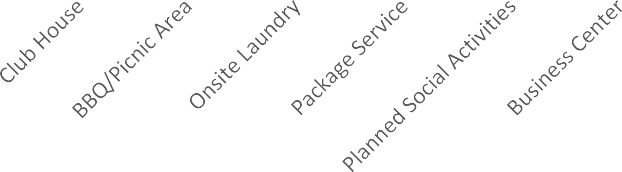 Club House
BBQ/Picnic Area
Onsite Laundry
Package Service
Planned Social Activities
Business Center